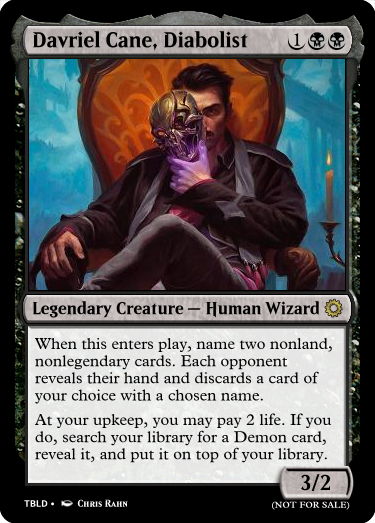 Davriel Cane, Diabolist 1
Legendary Creature — Human Wizard
When this enters play, name two nonland,
nonlegendary cards. Each opponent
reveals their hand and discards a card of
your choice with a chosen name.
At your upkeep, you may pay 2 life. If you
do, search your library for a Demon card,
reveal it, and put it on top of your library.
3/2
TBLD • Chris Rahn
(NOT FOR SALE)